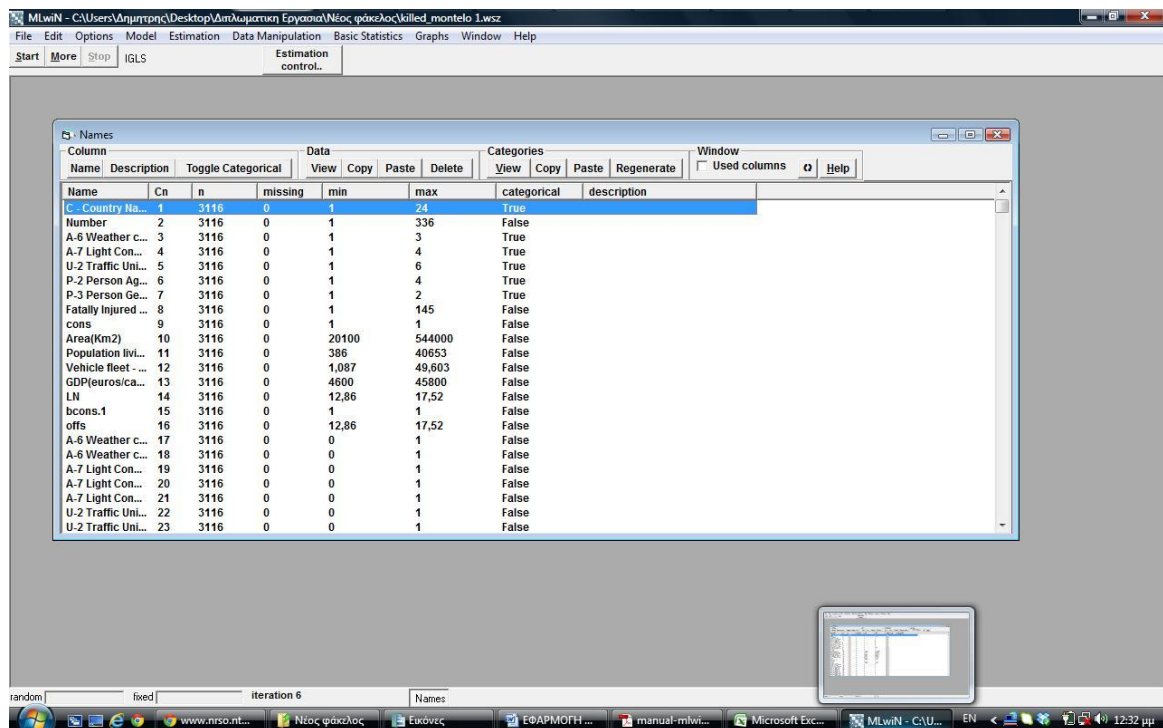 MLwiN - C:\Users\Δημητρης\Desktop\Διπλωματικη Εργασια\Νέος φάκελος\killed_montelo 1.wsz
File Edit Options Model Estimation Data Manipulation Basic Statistics Graphs Window Help
Start More Stop IGLS Estimation control..
Names
Column Data Categories Window
Name Description Toggle Categorical View Copy Paste Delete View Copy Paste Regenerate Used columns Help
Name Cn n missing min max categorical description
C - Country Na... 1 3116 0 1 24 True
Number 2 3116 0 1 336 False
A-6 Weather c... 3 3116 0 1 3 True
A-7 Light Con... 4 3116 0 1 4 True
U-2 Traffic Uni... 5 3116 0 1 6 True
P-2 Person Ag... 6 3116 0 1 4 True
P-3 Person Ge... 7 3116 0 1 2 True
Fatally Injured ... 8 3116 0 1 145 False
cons 9 3116 0 1 1 False
Area(Km2) 10 3116 0 20100 544000 False
Population livi... 11 3116 0 386 40653 False
Vehicle fleet - ... 12 3116 0 1,087 49,603 False
GDP(euros/ca... 13 3116 0 4600 45800 False
LN 14 3116 0 12,86 17,52 False
bcons.1 15 3116 0 1 1 False
offs 16 3116 0 12,86 17,52 False
A-6 Weather c... 17 3116 0 0 1 False
A-6 Weather c... 18 3116 0 0 1 False
A-7 Light Con... 19 3116 0 0 1 False
A-7 Light Con... 20 3116 0 0 1 False
A-7 Light Con... 21 3116 0 0 1 False
U-2 Traffic Uni... 22 3116 0 0 1 False
U-2 Traffic Uni... 23 3116 0 0 1 False
random fixed iteration 6 Names
www.nrso.nt... Νέος φάκελος Εικόνες ΕΦΑΡΜΟΓΗ ... manual-mlwi... Microsoft Exc... MLwiN - C:\U... EN 12:32 μμ